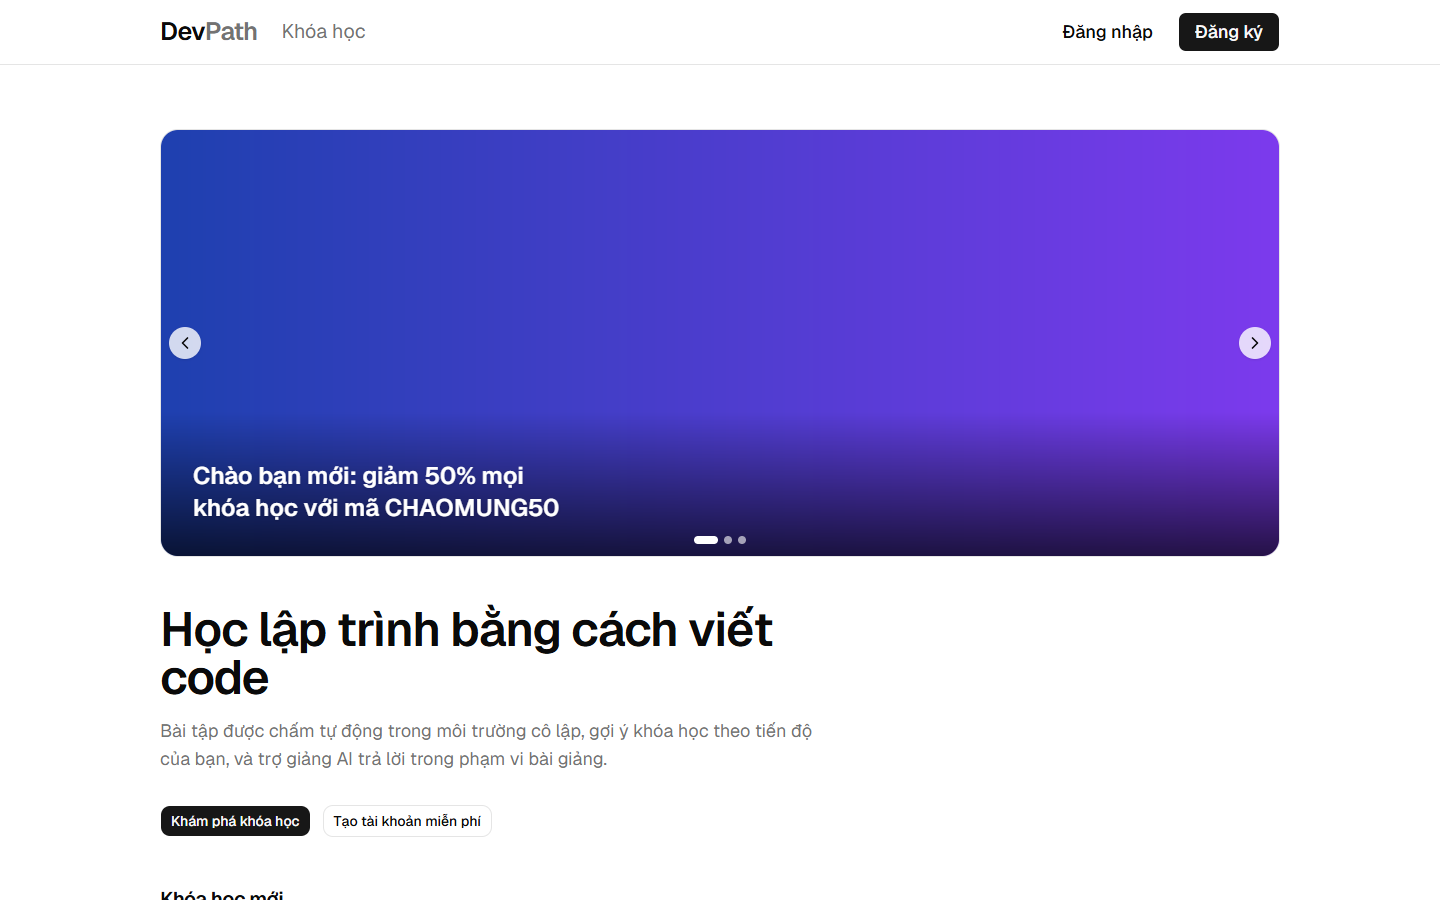 DevPath Khóa học Đăng nhập Đăng ký
Chào bạn mới: giảm 50% mọi
khóa học với mã CHAOMUNG50
Học lập trình bằng cách viết
code
Bài tập được chấm tự động trong môi trường cô lập, gợi ý khóa học theo tiến độ
của bạn, và trợ giảng AI trả lời trong phạm vi bài giảng.
Khám phá khóa học Tạo tài khoản miễn phí
Khóa học mới